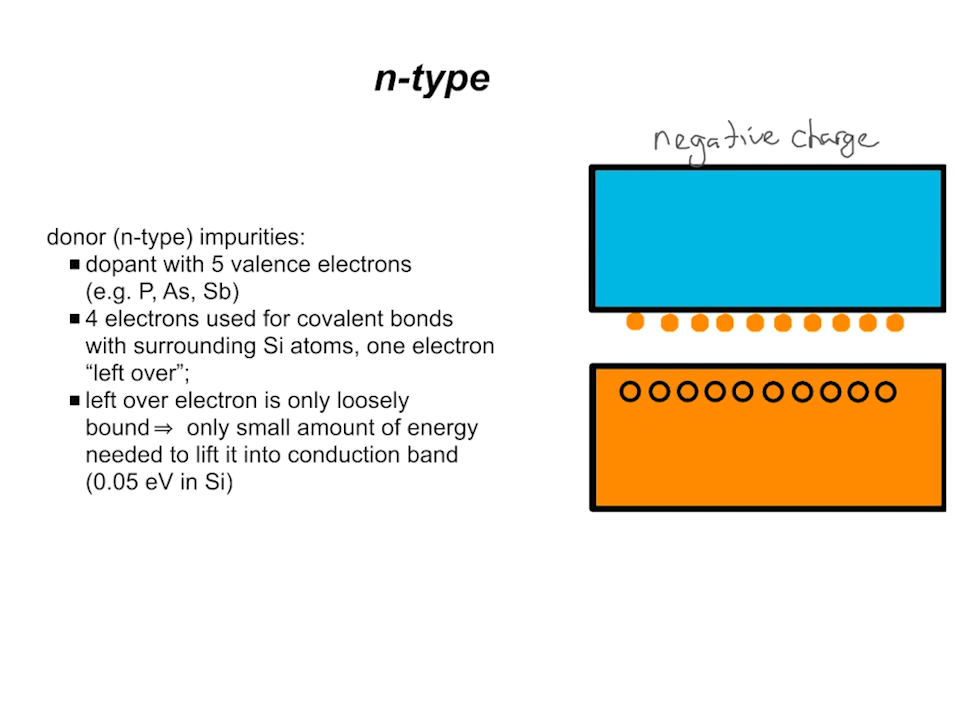 n-type
negative charge
donor (n-type) impurities:
■ dopant with 5 valence electrons
(e.g. P, As, Sb)
■ 4 electrons used for covalent bonds
with surrounding Si atoms, one electron
“left over”;
■ left over electron is only loosely
bound ⇒ only small amount of energy
needed to lift it into conduction band
(0.05 eV in Si)